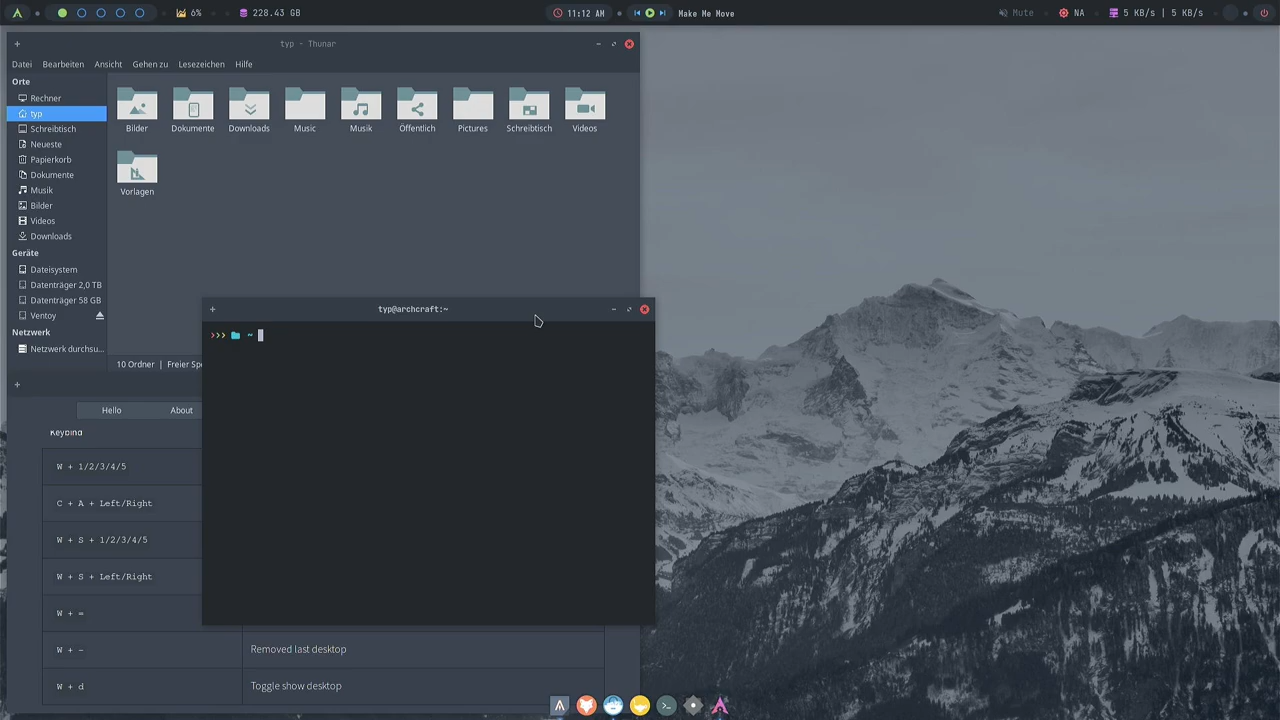 6%
228.43 GB
11:12 AM
Make Me Move
Mute
NA
5 KB/s | 5 KB/s
typ - Thunar
Datei Bearbeiten Ansicht Gehen zu Lesezeichen Hilfe
Orte
Rechner
typ
Schreibtisch
Neueste
Papierkorb
Dokumente
Musik
Bilder
Videos
Downloads
Geräte
Dateisystem
Datenträger 2,0 TB
Datenträger 58 GB
Ventoy
Netzwerk
Netzwerk durchsu...
Bilder Dokumente Downloads Music Musik Öffentlich Pictures Schreibtisch Videos
Vorlagen
10 Ordner | Freier Spe
typ@archcraft:~
>>> ~
Hello About
Keybind
W + 1/2/3/4/5
C + A + Left/Right
W + S + 1/2/3/4/5
W + S + Left/Right
W + =
W + - Removed last desktop
W + d Toggle show desktop